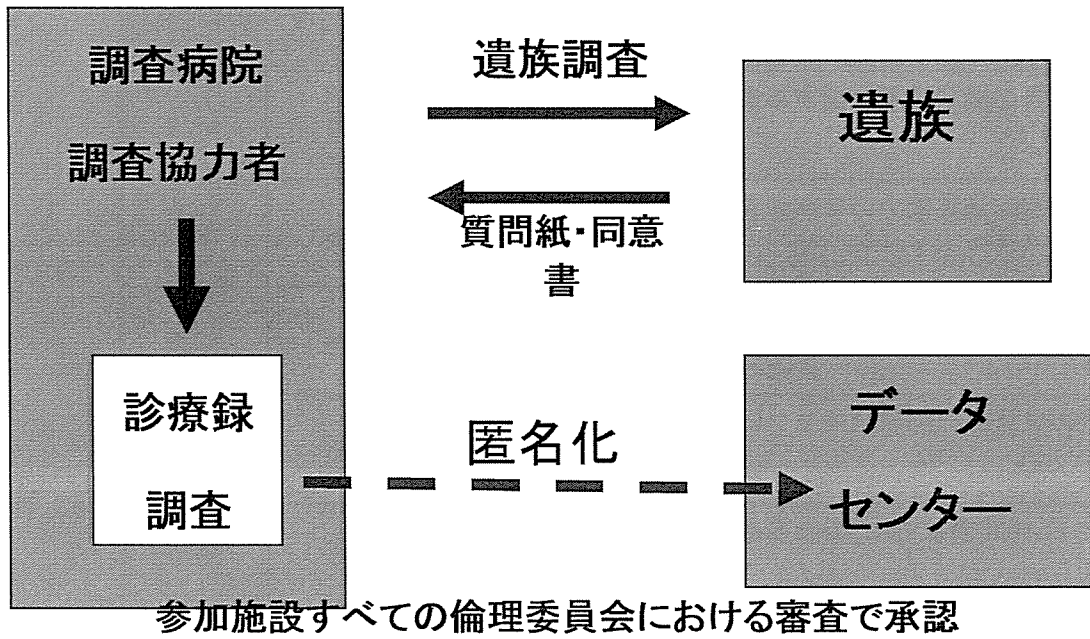 調査病院
調査協力者
診療録
調査
遺族調査
質問紙・同意
書
遺族
匿名化
データ
センター
参加施設すべての倫理委員会における審査で承認